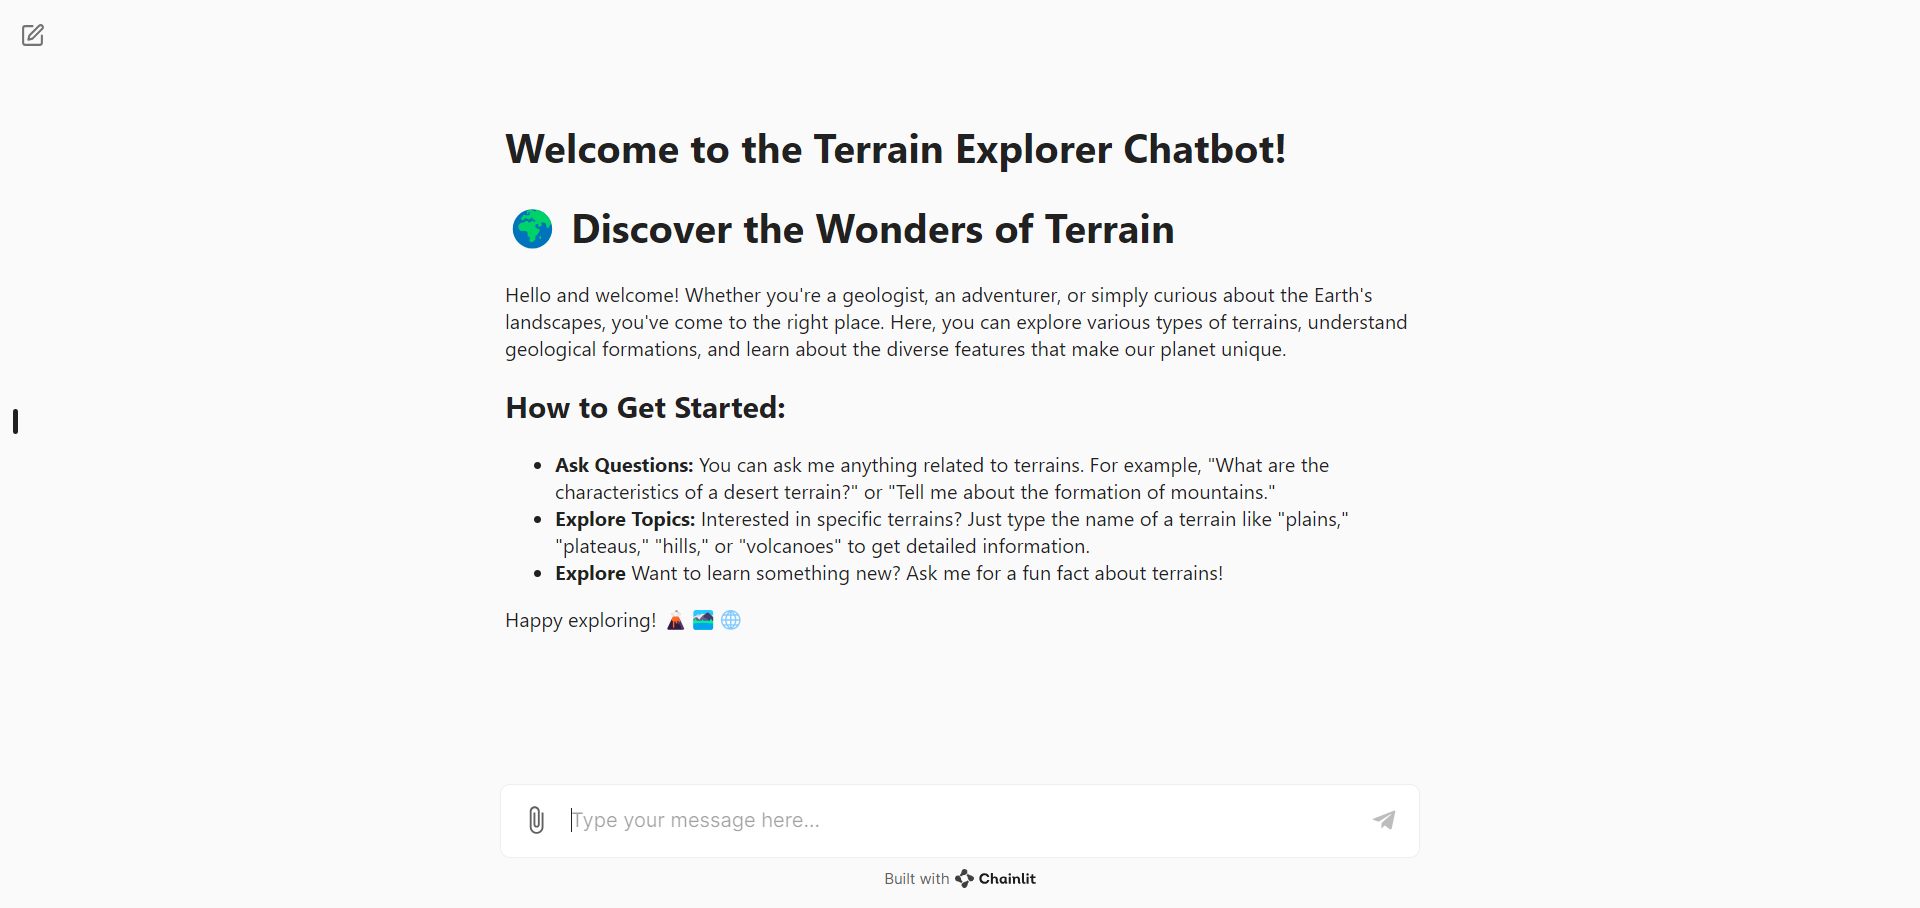 Welcome to the Terrain Explorer Chatbot!
Discover the Wonders of Terrain
Hello and welcome! Whether you're a geologist, an adventurer, or simply curious about the Earth's
landscapes, you've come to the right place. Here, you can explore various types of terrains, understand
geological formations, and learn about the diverse features that make our planet unique.
How to Get Started:
Ask Questions: You can ask me anything related to terrains. For example, "What are the
characteristics of a desert terrain?" or "Tell me about the formation of mountains."
Explore Topics: Interested in specific terrains? Just type the name of a terrain like "plains,"
"plateaus," "hills," or "volcanoes" to get detailed information.
Explore Want to learn something new? Ask me for a fun fact about terrains!
Happy exploring!
Type your message here...
Built with Chainlit